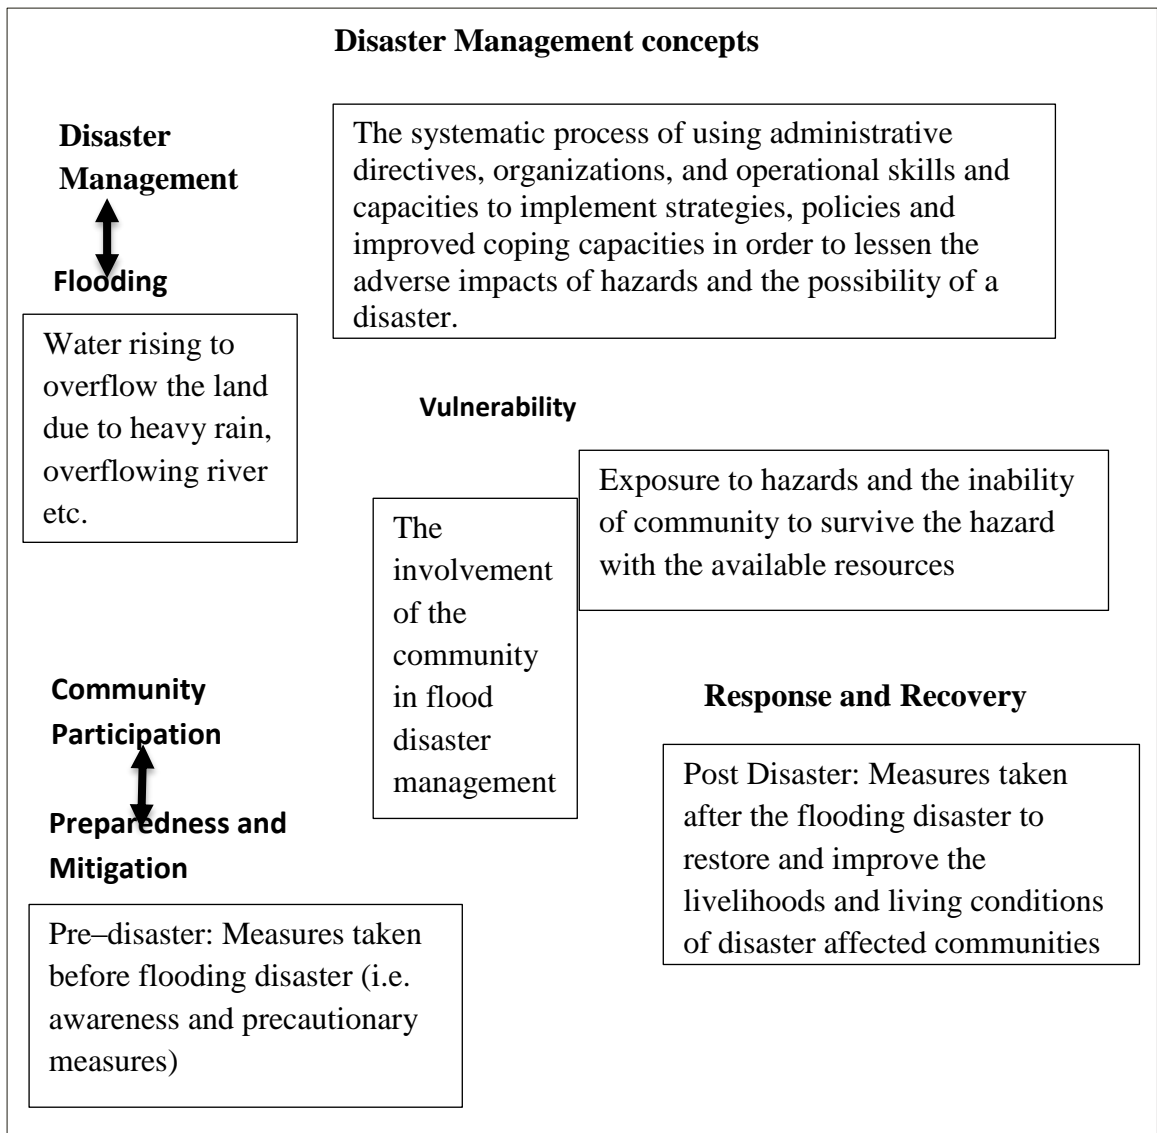 Disaster Management concepts
Disaster
Management
The systematic process of using administrative
directives, organizations, and operational skills and
capacities to implement strategies, policies and
improved coping capacities in order to lessen the
adverse impacts of hazards and the possibility of a
disaster.
Flooding
Water rising to
overflow the land
due to heavy rain,
overflowing river
etc.
Vulnerability
Exposure to hazards and the inability
of community to survive the hazard
with the available resources
Community
Participation
The
involvement
of the
community
in flood
disaster
management
Preparedness and
Mitigation
Pre–disaster: Measures taken
before flooding disaster (i.e.
awareness and precautionary
measures)
Response and Recovery
Post Disaster: Measures taken
after the flooding disaster to
restore and improve the
livelihoods and living conditions
of disaster affected communities